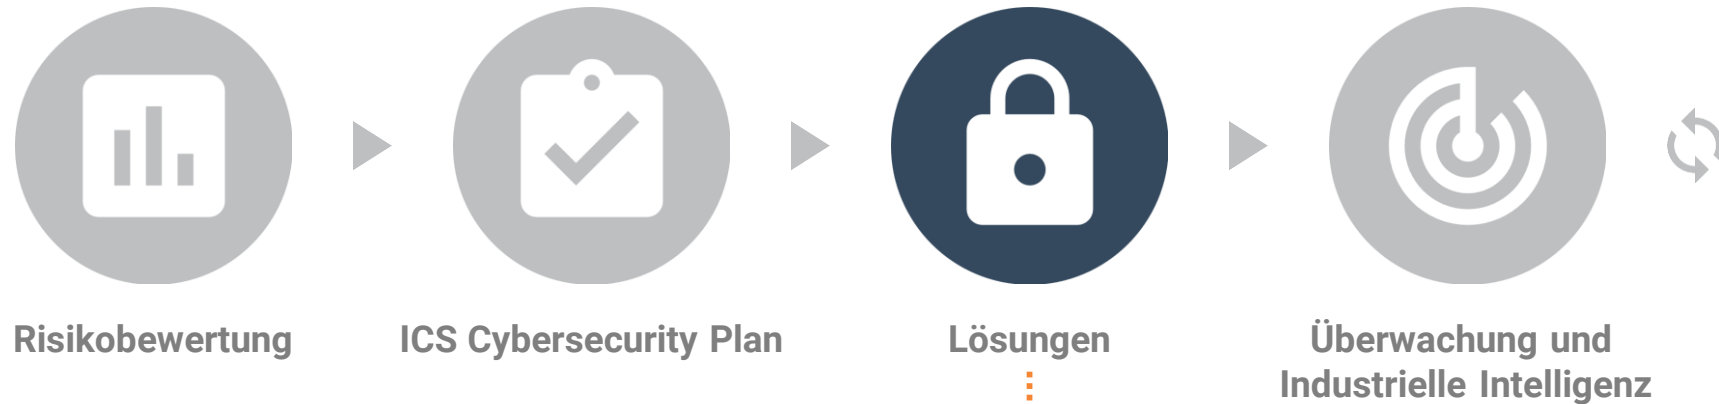 Risikobewertung
ICS Cybersecurity Plan
Lösungen
Überwachung und
Industrielle Intelligenz